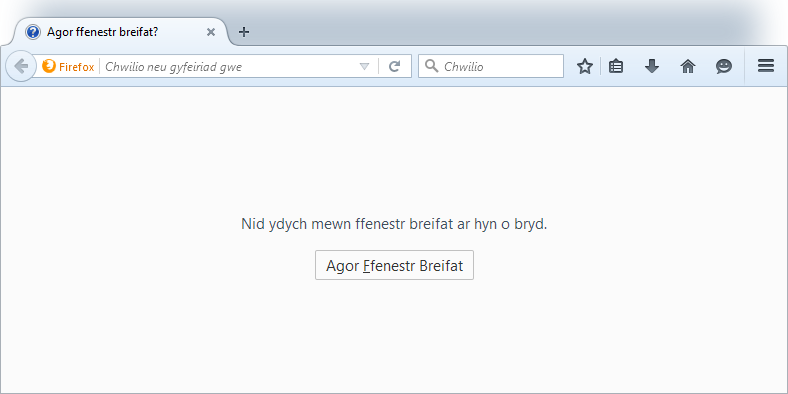 Agor ffenestr breifat?
Firefox
Chwilio neu gyfeiriad gwe
Chwilio
Nid ydych mewn ffenestr breifat ar hyn o bryd.
Agor Ffenestr Breifat